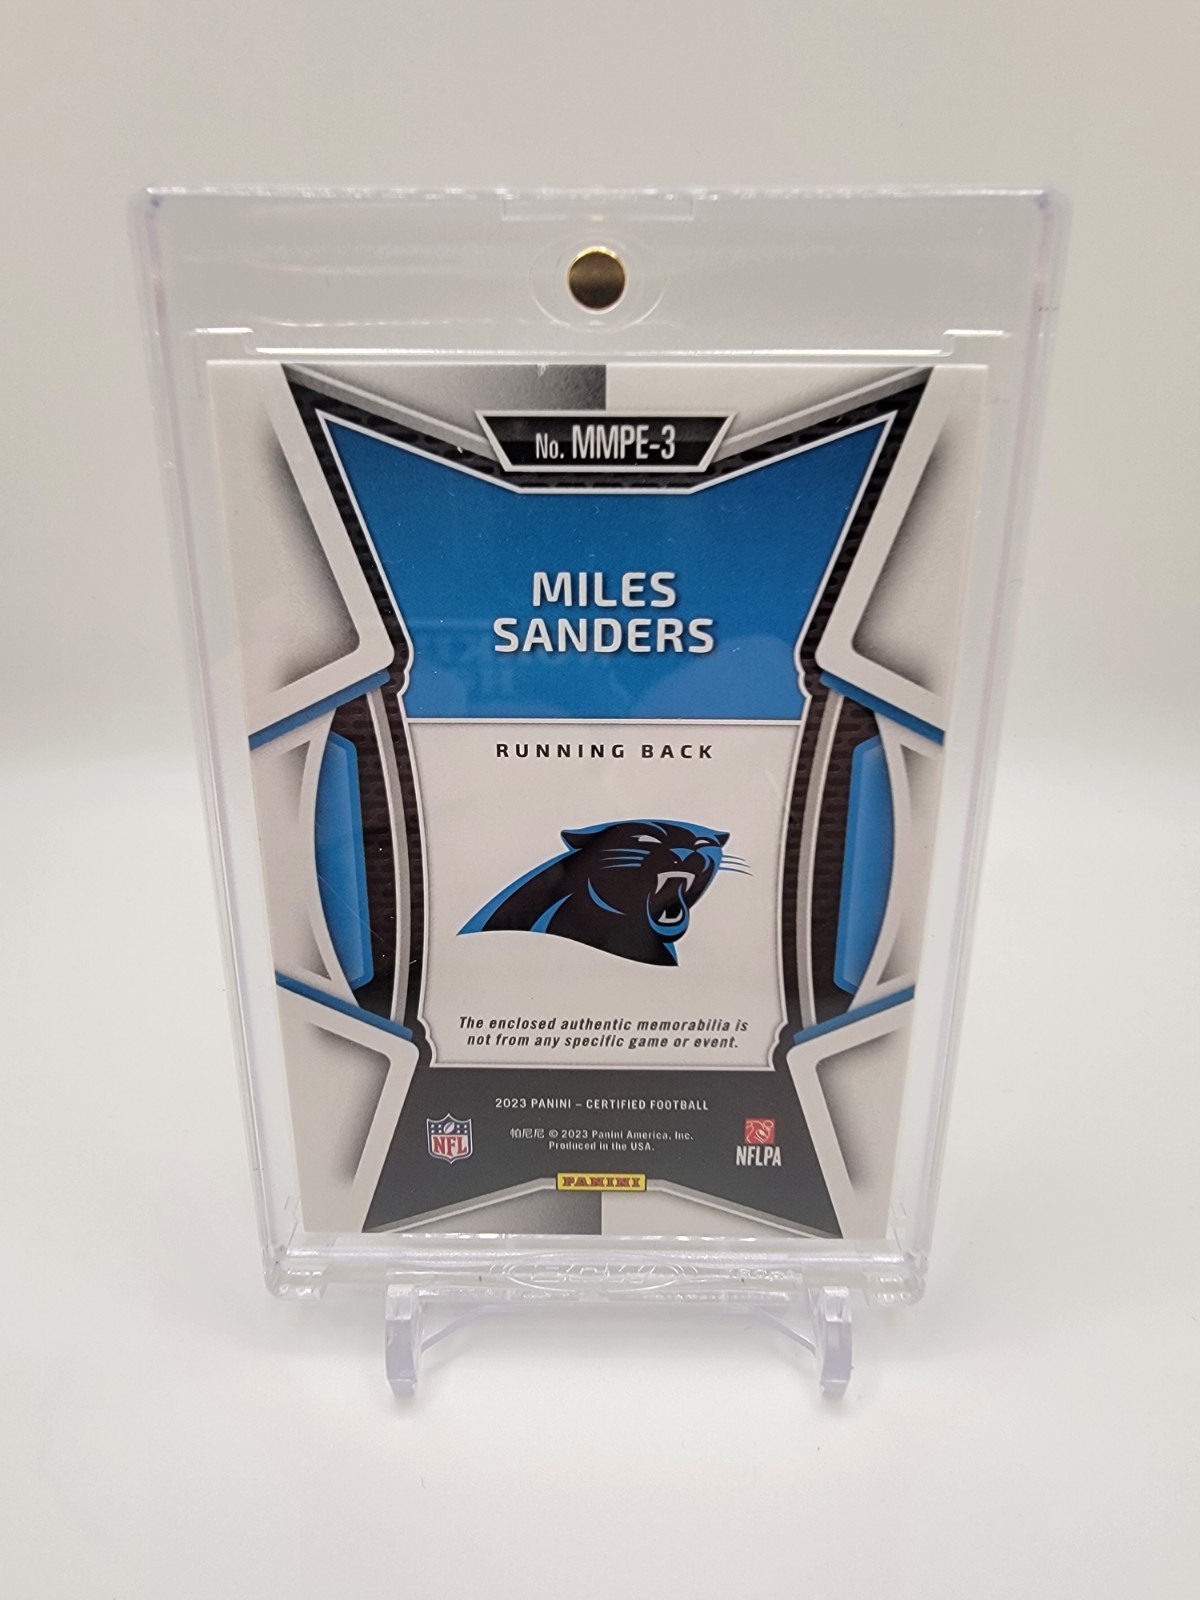 No. MMPE-3
MILES
SANDERS
RUNNING BACK
The enclosed authentic memorabilia is
not from any specific game or event.
2023 PANINI – CERTIFIED FOOTBALL
帕尼尼 © 2023 Panini America, Inc.
Produced in the USA.
NFL
NFLPA
PANINI
BCW